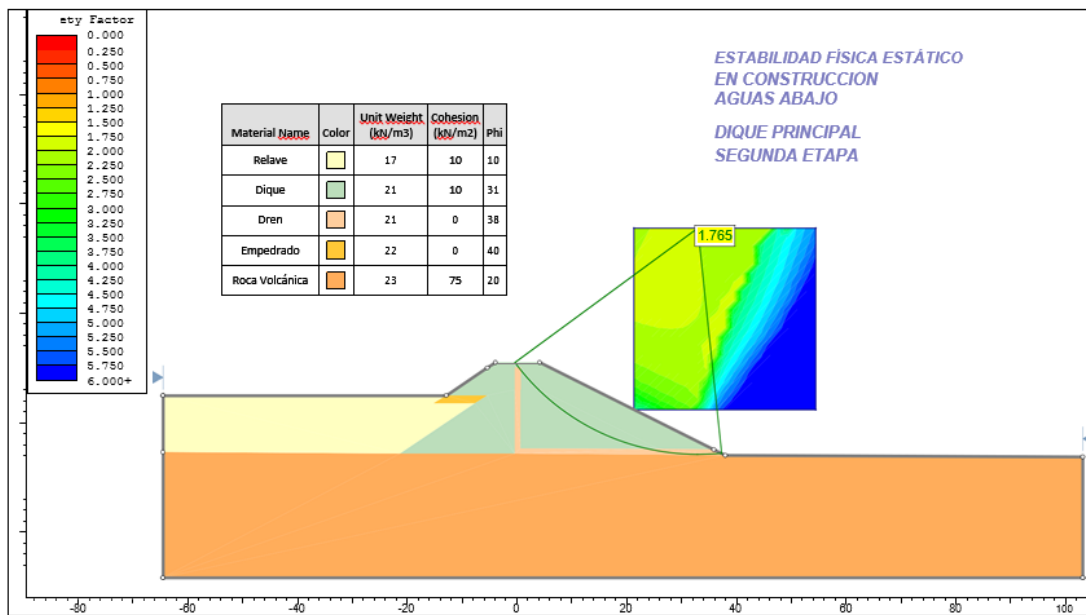 ety Factor
0.000
0.250
0.500
0.750
1.000
1.250
1.500
1.750
2.000
2.250
2.500
2.750
3.000
3.250
3.500
3.750
4.000
4.250
4.500
4.750
5.000
5.250
5.500
5.750
6.000+
ESTABILIDAD FÍSICA ESTÁTICO
EN CONSTRUCCION
AGUAS ABAJO
DIQUE PRINCIPAL
SEGUNDA ETAPA
Material Name Color Unit Weight (kN/m3) Cohesion (kN/m2) Phi
Relave 17 10 10
Dique 21 10 31
Dren 21 0 38
Empedrado 22 0 40
Roca Volcánica 23 75 20
1.765
-80 -60 -40 -20 0 20 40 60 80 100